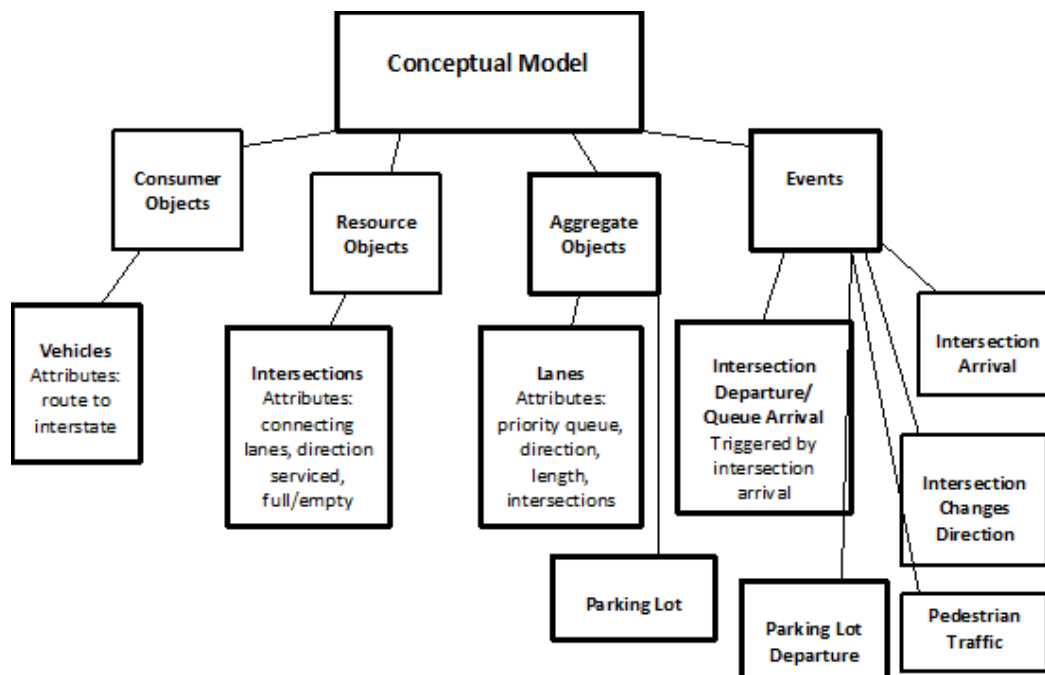 Conceptual Model
Consumer
Objects
Resource
Objects
Aggregate
Objects
Events
Vehicles
Attributes:
route to
interstate
Intersections
Attributes:
connecting
lanes, direction
serviced,
full/empty
Lanes
Attributes:
priority queue,
direction,
length,
intersections
Parking Lot
Intersection
Departure/
Queue Arrival
Triggered by
intersection
arrival
Parking Lot
Departure
Intersection
Arrival
Intersection
Changes
Direction
Pedestrian
Traffic